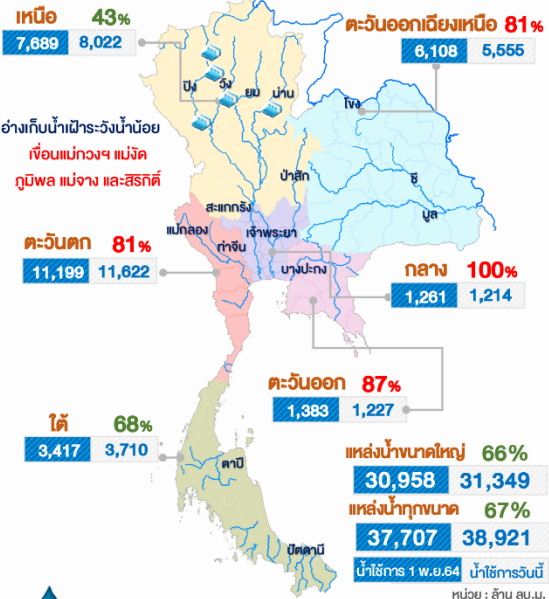 เหนือ 43%
7,689 8,022
ตะวันออกเฉียงเหนือ 81%
6,108 5,555
ปิง
วัง
ยม
น่าน
โขง
อ่างเก็บน้ำเฝ้าระวังน้ำน้อย
เขื่อนแม่กวงฯ แม่งัด
ภูมิพล แม่จาง และสิริกิติ์
ป่าสัก
ชี
มูล
สะแกกรัง
แม่กลอง
ท่าจีน
เจ้าพระยา
บางปะกง
ตะวันตก 81%
11,199 11,622
กลาง 100%
1,261 1,214
ตะวันออก 87%
1,383 1,227
ใต้ 68%
3,417 3,710
ตาปี
ปัตตานี
แหล่งน้ำขนาดใหญ่ 66%
30,958 31,349
แหล่งน้ำทุกขนาด 67%
37,707 38,921
น้ำใช้การ 1 พ.ย.64 น้ำใช้การวันนี้
หน่วย : ล้าน ลบ.ม.